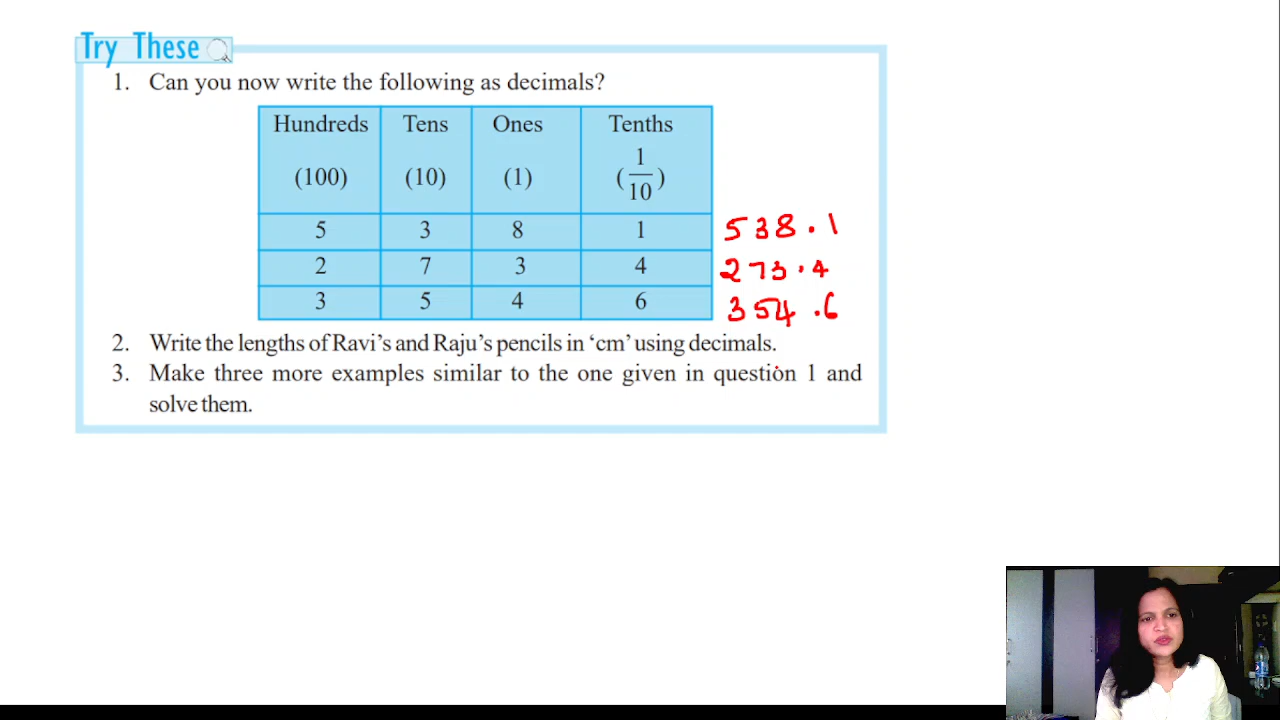 Try These
1. Can you now write the following as decimals?
Hundreds Tens Ones Tenths
(100) (10) (1) (1/10)
5 3 8 1 538.1
2 7 3 4 273.4
3 5 4 6 354.6
2. Write the lengths of Ravi's and Raju's pencils in ‘cm’ using decimals.
3. Make three more examples similar to the one given in question 1 and
solve them.